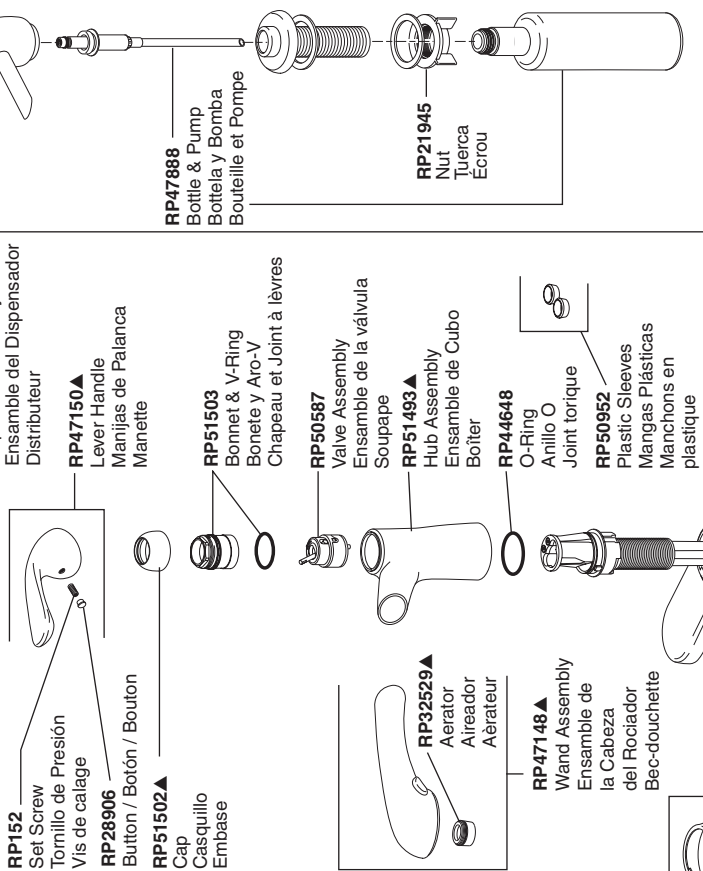 RP152
Set Screw
Tornillo de Presión
Vis de calage
RP28906
Button / Botón / Bouton
RP51502▲
Cap
Casquillo
Embase
RP32529▲
Aerator
Aireador
Aèrateur
RP47148▲
Wand Assembly
Ensamble de
la Cabeza
del Rociador
Bec-douchette
Ensamble del Dispensador
Distributeur
RP47150▲
Lever Handle
Manijas de Palanca
Manette
RP51503
Bonnet & V-Ring
Bonete y Aro-V
Chapeau et Joint à lèvres
RP50587
Valve Assembly
Ensamble de la válvula
Soupape
RP51493▲
Hub Assembly
Ensamble de Cubo
Boîter
RP44648
O-Ring
Anillo O
Joint torique
RP50952
Plastic Sleeves
Mangas Plásticas
Manchons en
plastique
RP47888
Bottle & Pump
Bottela y Bomba
Bouteille et Pompe
RP21945
Nut
Tuerca
Écrou